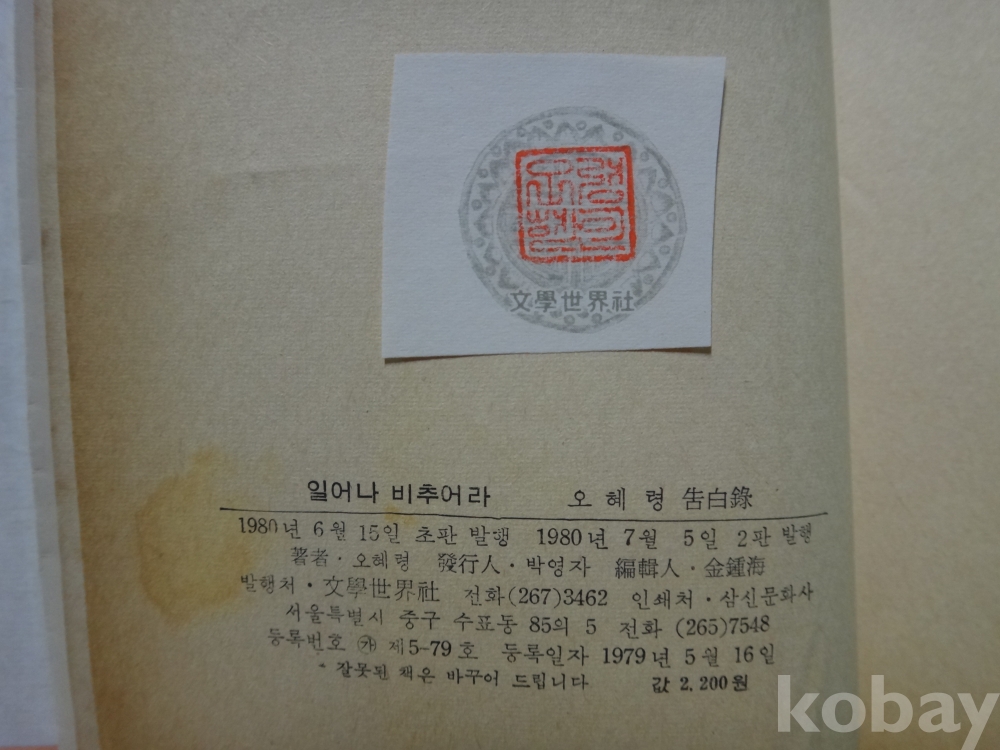 文學世界社
일어나 비추어라 오혜령 告白錄
1980년 6월 15일 초판 발행 1980년 7월 5일 2판 발행
著者・오혜령 發行人・박영자 編輯人・金鍾海
발행처・文學世界社 전화(267)3462 인쇄처・삼신문화사
서울특별시 중구 수표동 85의 5 전화 (265)7548
등록번호 ㉮ 제5-79호 등록일자 1979년 5월 16일
* 잘못된 책은 바꾸어 드립니다 값 2,200원
kobay